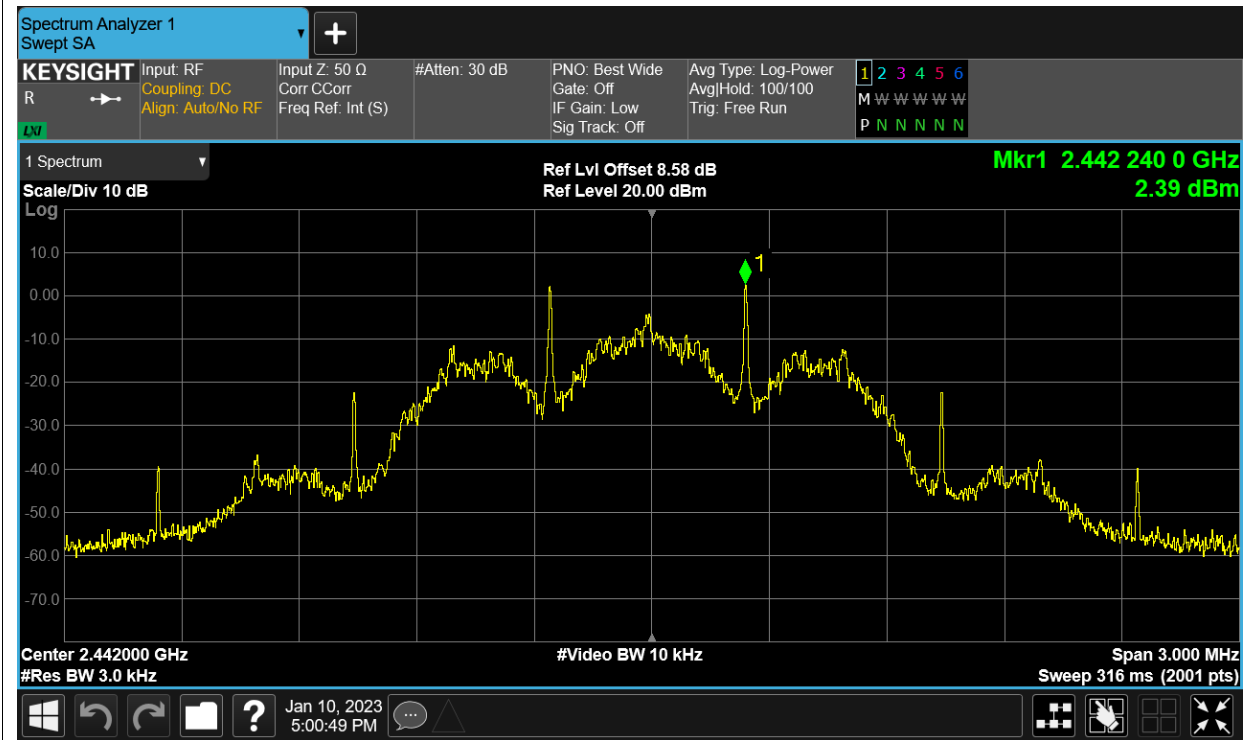 Spectrum Analyzer 1
Swept SA
+
KEYSIGHT
R
LXI
Input: RF
Coupling: DC
Align: Auto/No RF
Input Z: 50 Ω
Corr CCorr
Freq Ref: Int (S)
#Atten: 30 dB
PNO: Best Wide
Gate: Off
IF Gain: Low
Sig Track: Off
Avg Type: Log-Power
Avg|Hold: 100/100
Trig: Free Run
1 2 3 4 5 6
M W W W W W
P N N N N N
1 Spectrum
Scale/Div 10 dB
Log
Ref Lvl Offset 8.58 dB
Ref Level 20.00 dBm
Mkr1 2.442 240 0 GHz
2.39 dBm
1
10.0
0.00
-10.0
-20.0
-30.0
-40.0
-50.0
-60.0
-70.0
Center 2.442000 GHz
#Res BW 3.0 kHz
#Video BW 10 kHz
Span 3.000 MHz
Sweep 316 ms (2001 pts)
?
Jan 10, 2023
5:00:49 PM